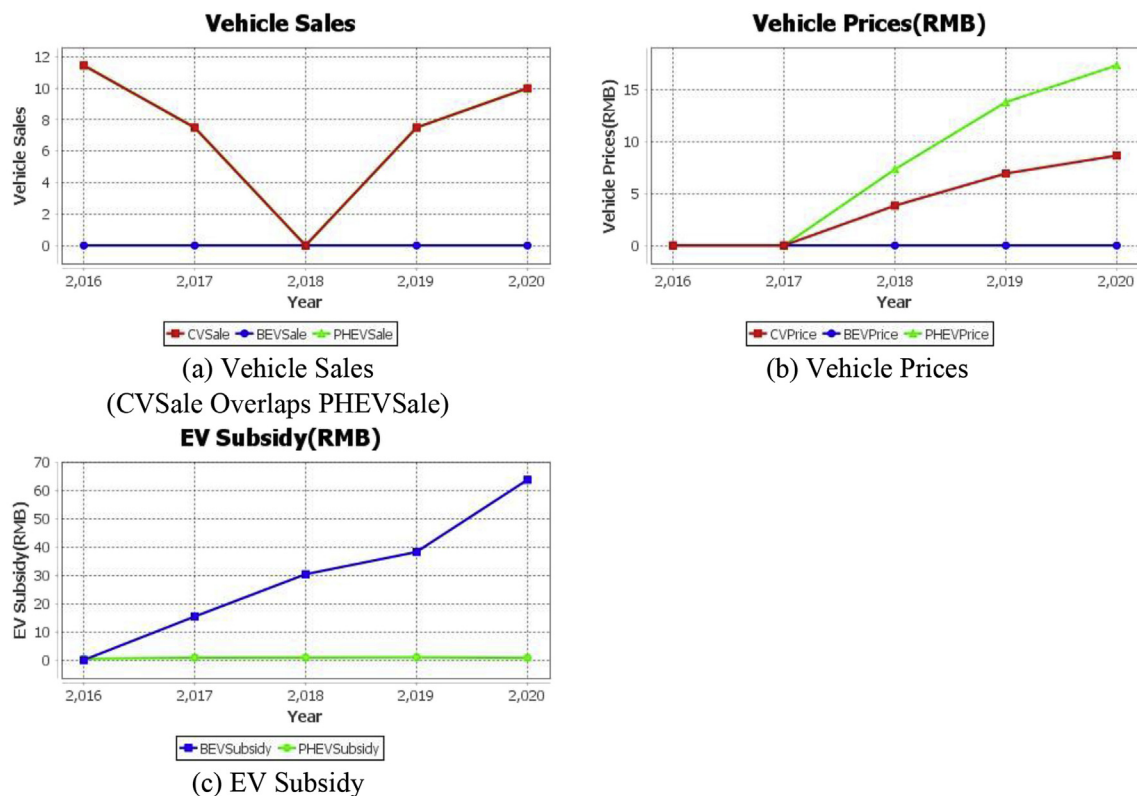 Vehicle Sales
Vehicle Sales
12
10
8
6
4
2
0
2,016 2,017 2,018 2,019 2,020
Year
CVSale BEVSale PHEVSale
(a) Vehicle Sales
(CVSale Overlaps PHEVSale)
Vehicle Prices(RMB)
Vehicle Prices(RMB)
15
10
5
0
2,016 2,017 2,018 2,019 2,020
Year
CVPrice BEVPrice PHEVPrice
(b) Vehicle Prices
EV Subsidy(RMB)
EV Subsidy(RMB)
70
60
50
40
30
20
10
0
2,016 2,017 2,018 2,019 2,020
Year
BEVSubsidy PHEVSubsidy
(c) EV Subsidy